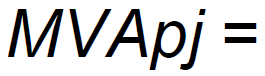 MVApj =